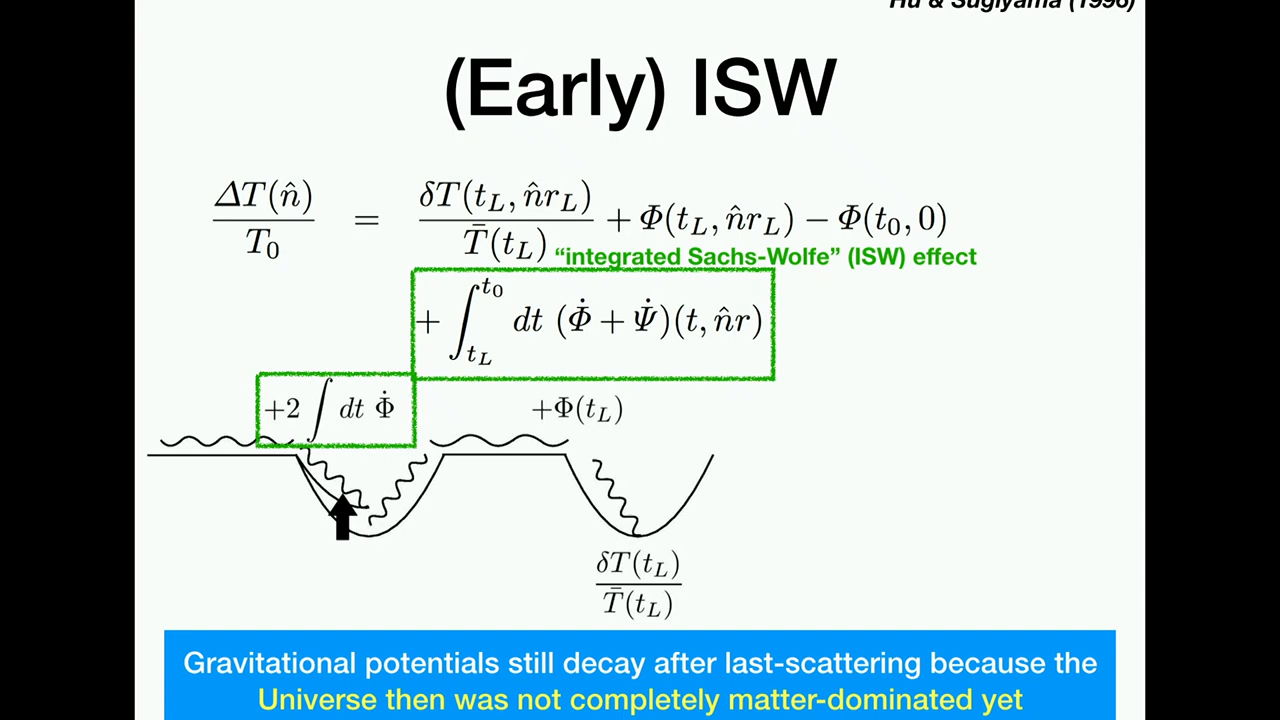 Hu & Sugiyama (1996)
(Early) ISW
ΔT(n̂)/T₀ = δT(t_L, n̂r_L)/T̄(t_L) + Φ(t_L, n̂r_L) − Φ(t₀, 0)
“integrated Sachs-Wolfe” (ISW) effect
+ ∫_{t_L}^{t₀} dt (Φ̇ + Ψ̇)(t, n̂r)
+2 ∫ dt Φ̇ +Φ(t_L)
δT(t_L)/T̄(t_L)
Gravitational potentials still decay after last-scattering because the
Universe then was not completely matter-dominated yet